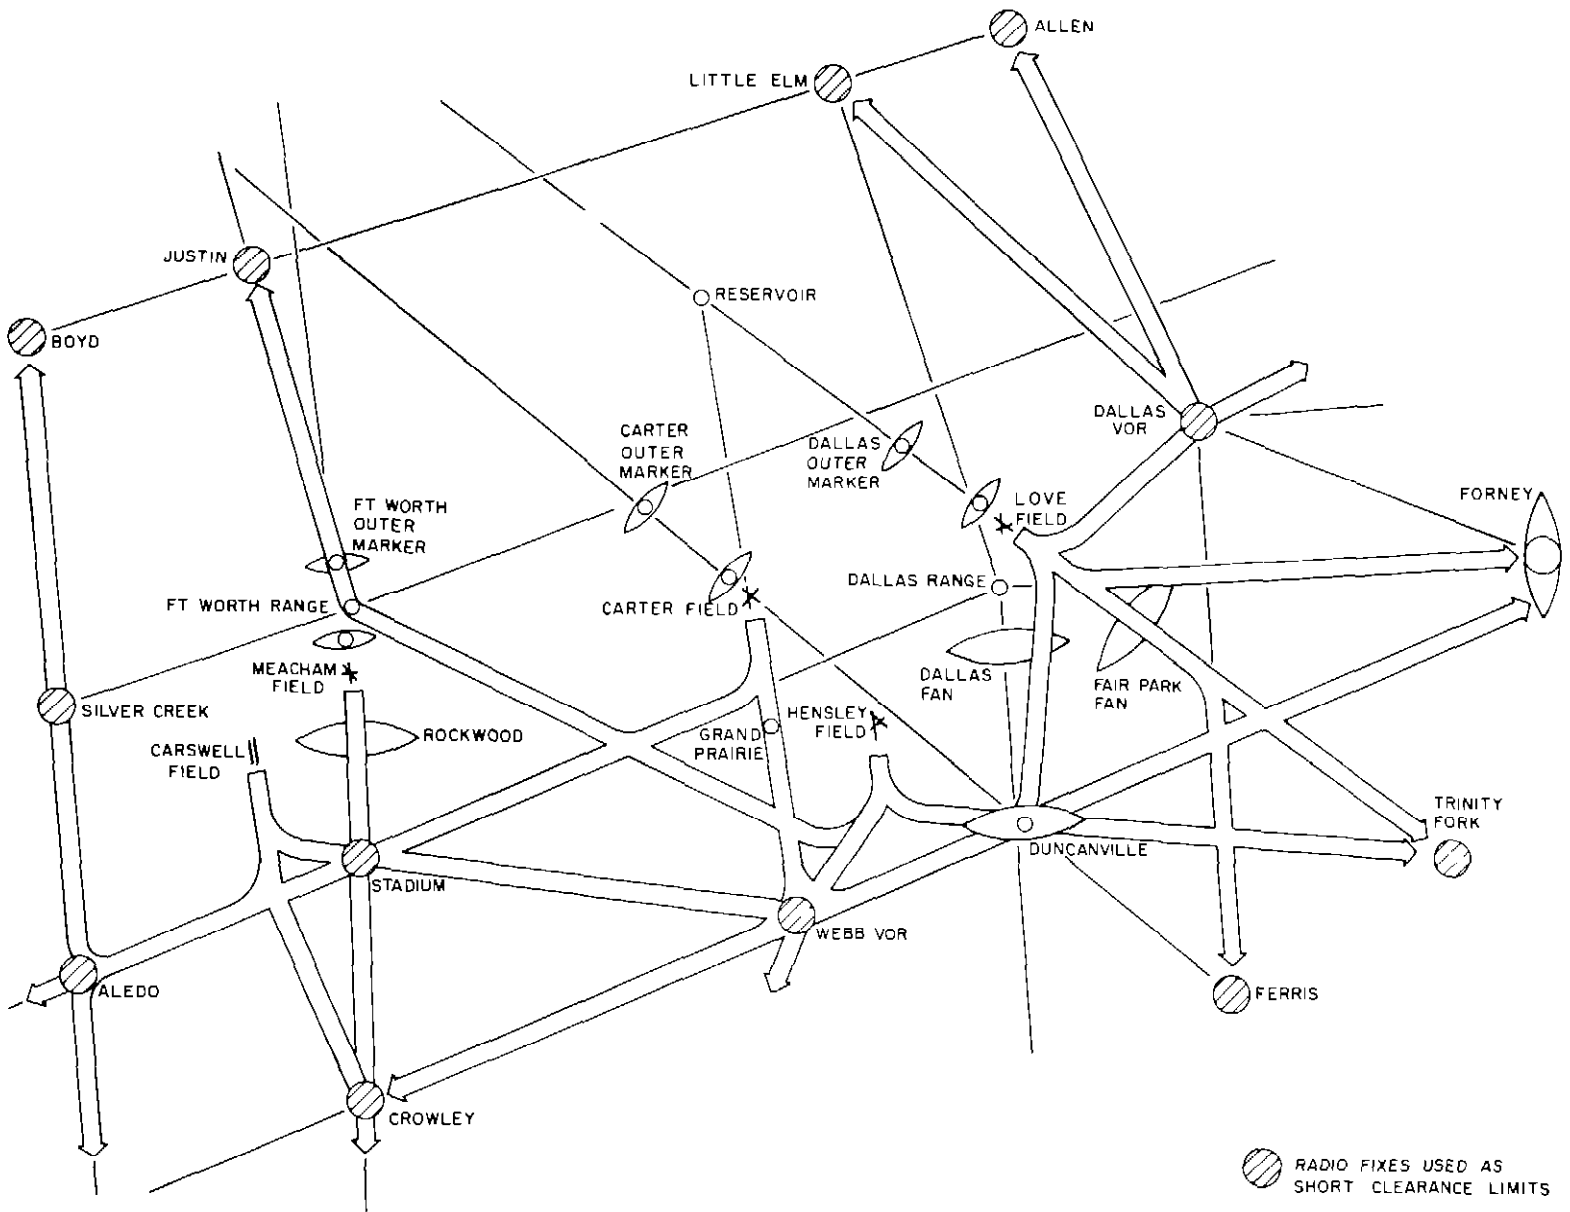 ALLEN
LITTLE ELM
JUSTIN
RESERVOIR
BOYD
DALLAS
VOR
CARTER
OUTER
MARKER
DALLAS
OUTER
MARKER
LOVE
FIELD
FORNEY
FT WORTH
OUTER
MARKER
DALLAS RANGE
FT WORTH RANGE
CARTER FIELD
MEACHAM
FIELD
DALLAS
FAN
FAIR PARK
FAN
SILVER CREEK
HENSLEY
FIELD
GRAND
PRAIRIE
ROCKWOOD
CARSWELL
FIELD
TRINITY
FORK
DUNCANVILLE
STADIUM
WEBB VOR
ALEDO
FERRIS
CROWLEY
RADIO FIXES USED AS
SHORT CLEARANCE LIMITS